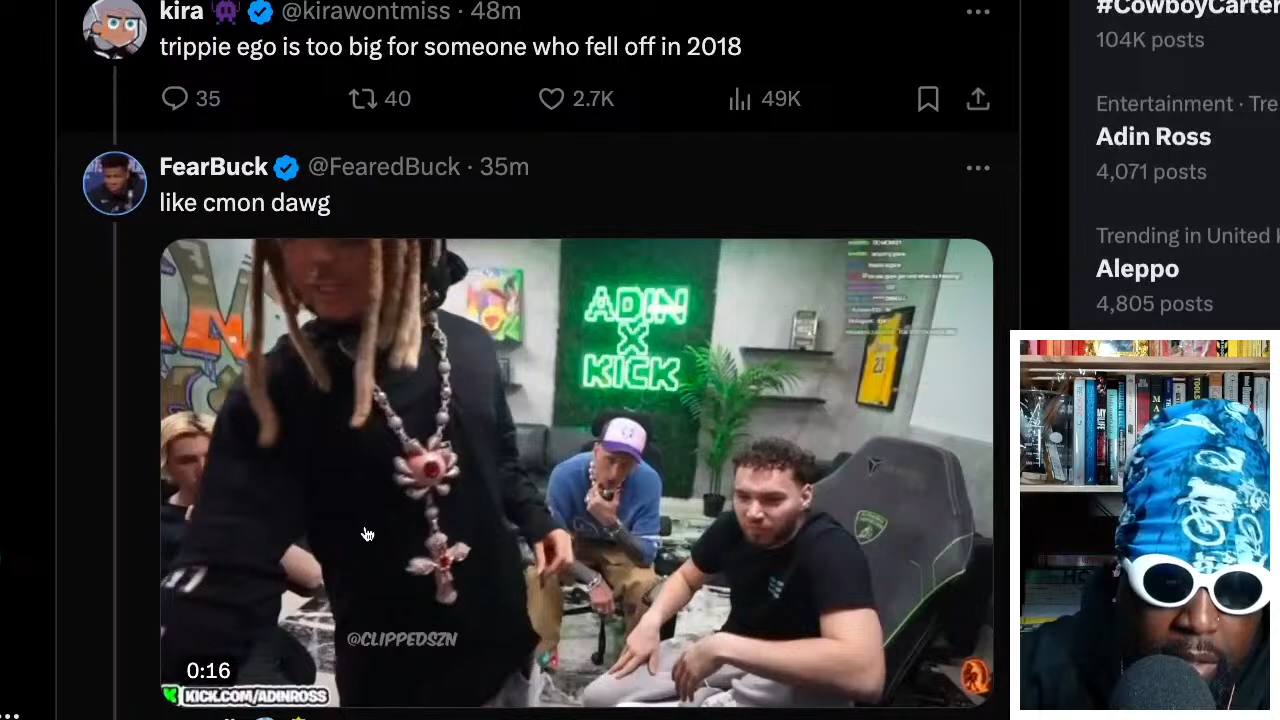 kira @kirawontmiss · 48m
trippie ego is too big for someone who fell off in 2018
35 40 2.7K 49K
FearBuck @FearedBuck · 35m
like cmon dawg
ADIN
X
KICK
23
@CLIPPEDSZN
0:16
KICK.COM/ADINROSS
#CowboyCarter
104K posts
Entertainment · Tre
Adin Ross
4,071 posts
Trending in United K
Aleppo
4,805 posts